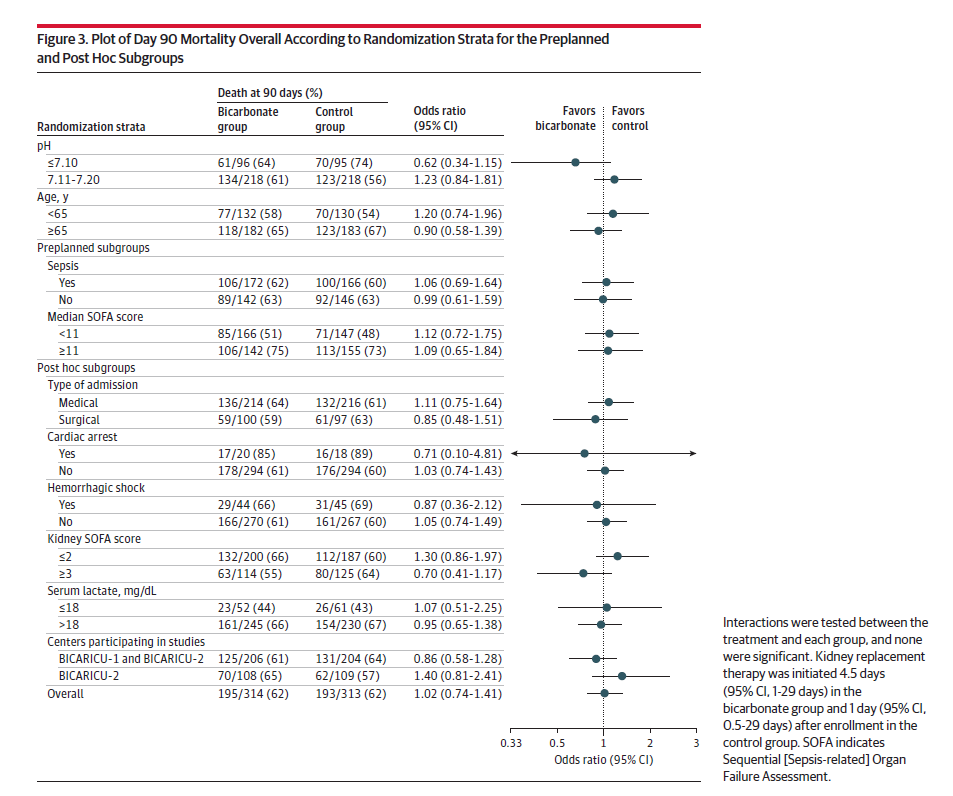 Figure 3. Plot of Day 90 Mortality Overall According to Randomization Strata for the Preplanned
and Post Hoc Subgroups
Death at 90 days (%)
Randomization strata Bicarbonate group Control group Odds ratio (95% CI) Favors bicarbonate Favors control
pH
≤7.10 61/96 (64) 70/95 (74) 0.62 (0.34-1.15)
7.11-7.20 134/218 (61) 123/218 (56) 1.23 (0.84-1.81)
Age, y
<65 77/132 (58) 70/130 (54) 1.20 (0.74-1.96)
≥65 118/182 (65) 123/183 (67) 0.90 (0.58-1.39)
Preplanned subgroups
Sepsis
Yes 106/172 (62) 100/166 (60) 1.06 (0.69-1.64)
No 89/142 (63) 92/146 (63) 0.99 (0.61-1.59)
Median SOFA score
<11 85/166 (51) 71/147 (48) 1.12 (0.72-1.75)
≥11 106/142 (75) 113/155 (73) 1.09 (0.65-1.84)
Post hoc subgroups
Type of admission
Medical 136/214 (64) 132/216 (61) 1.11 (0.75-1.64)
Surgical 59/100 (59) 61/97 (63) 0.85 (0.48-1.51)
Cardiac arrest
Yes 17/20 (85) 16/18 (89) 0.71 (0.10-4.81)
No 178/294 (61) 176/294 (60) 1.03 (0.74-1.43)
Hemorrhagic shock
Yes 29/44 (66) 31/45 (69) 0.87 (0.36-2.12)
No 166/270 (61) 161/267 (60) 1.05 (0.74-1.49)
Kidney SOFA score
≤2 132/200 (66) 112/187 (60) 1.30 (0.86-1.97)
≥3 63/114 (55) 80/125 (64) 0.70 (0.41-1.17)
Serum lactate, mg/dL
≤18 23/52 (44) 26/61 (43) 1.07 (0.51-2.25)
>18 161/245 (66) 154/230 (67) 0.95 (0.65-1.38)
Centers participating in studies
BICARICU-1 and BICARICU-2 125/206 (61) 131/204 (64) 0.86 (0.58-1.28)
BICARICU-2 70/108 (65) 62/109 (57) 1.40 (0.81-2.41)
Overall 195/314 (62) 193/313 (62) 1.02 (0.74-1.41)
0.33 0.5 1 2 3
Odds ratio (95% CI)
Interactions were tested between the
treatment and each group, and none
were significant. Kidney replacement
therapy was initiated 4.5 days
(95% CI, 1-29 days) in the
bicarbonate group and 1 day (95% CI,
0.5-29 days) after enrollment in the
control group. SOFA indicates
Sequential [Sepsis-related] Organ
Failure Assessment.